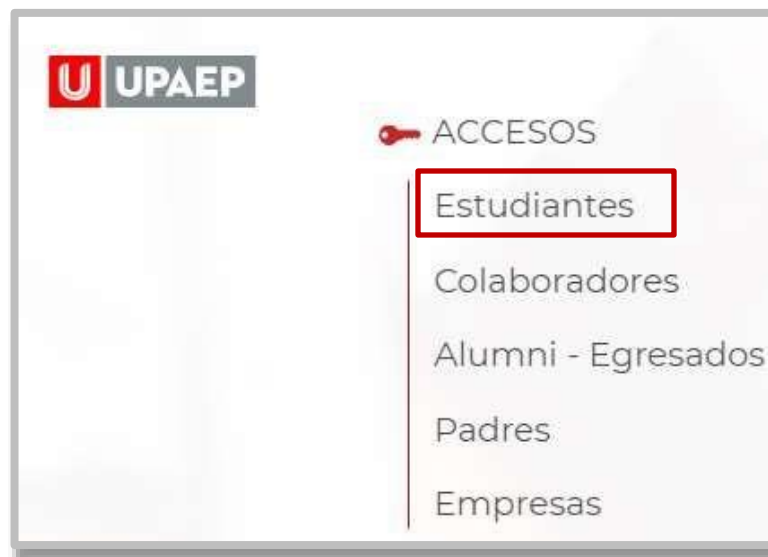 U UPAEP
ACCESOS
Estudiantes
Colaboradores
Alumni - Egresados
Padres
Empresas